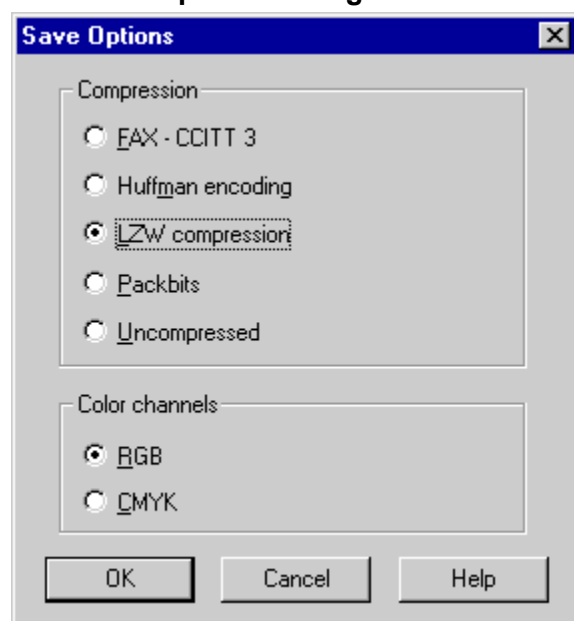 Save Options
Compression
FAX - CCITT 3
Huffman encoding
LZW compression
Packbits
Uncompressed
Color channels
RGB
CMYK
OK Cancel Help